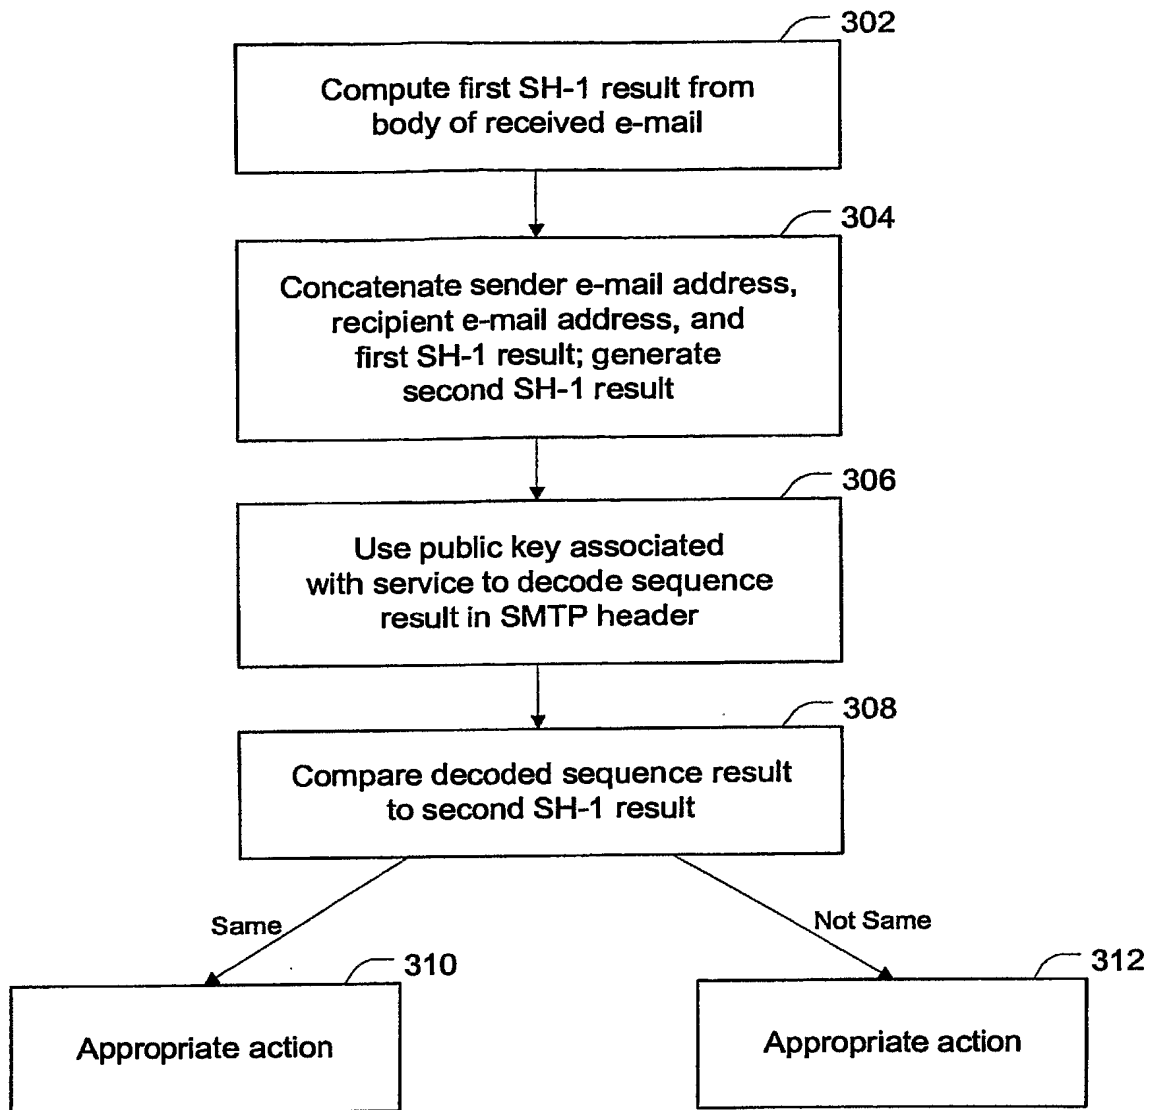 302
Compute first SH-1 result from
body of received e-mail
304
Concatenate sender e-mail address,
recipient e-mail address, and
first SH-1 result; generate
second SH-1 result
306
Use public key associated
with service to decode sequence
result in SMTP header
308
Compare decoded sequence result
to second SH-1 result
Same
Not Same
310
Appropriate action
312
Appropriate action